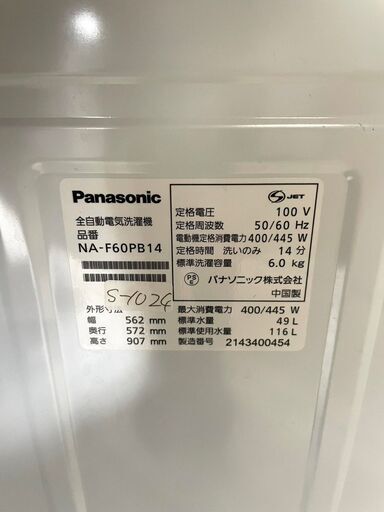 Panasonic
全自動電気洗濯機
品番
NA-F60PB14
S-1024
外形寸法
幅 562 mm
奥行 572 mm
高さ 907 mm
S JET
定格電圧 100 V
定格周波数 50/60 Hz
電動機定格消費電力 400/445 W
定格時間 洗いのみ 14 分
標準洗濯容量 6.0 kg
PS E パナソニック株式会社
中国製
最大消費電力 400/445 W
標準水量 49 L
標準使用水量 116 L
製造番号 2143400454